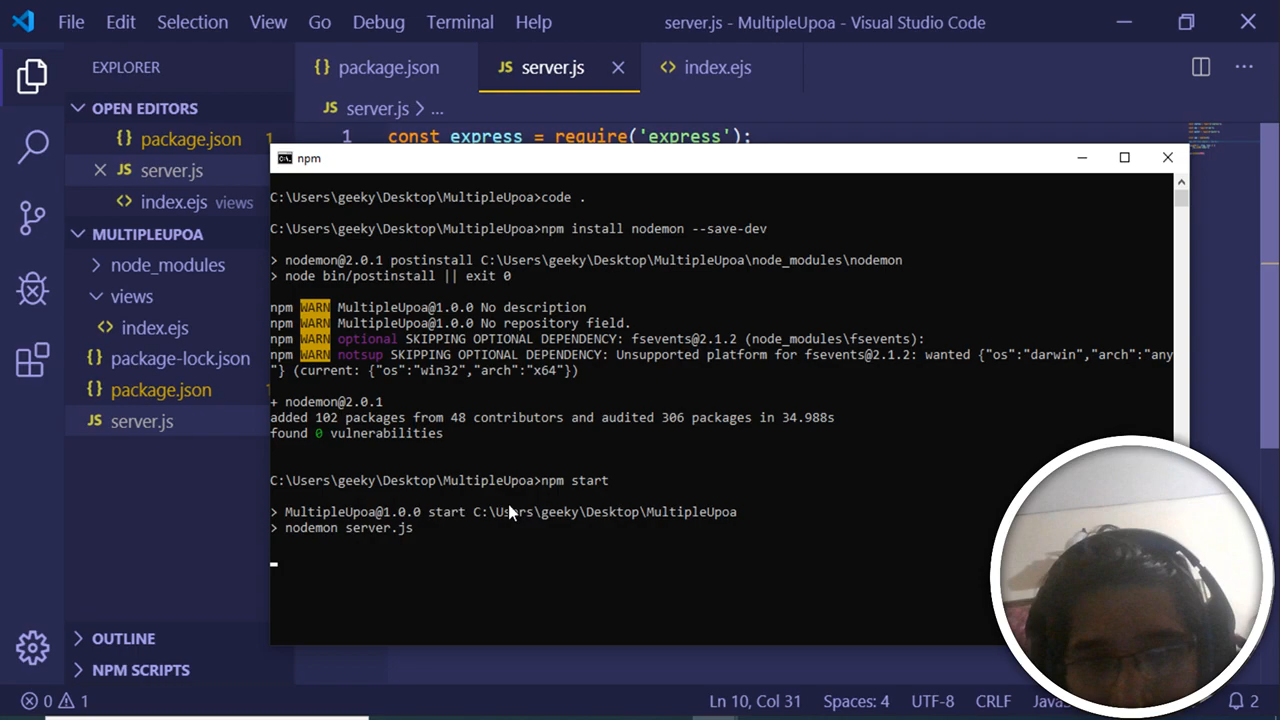 File Edit Selection View Go Debug Terminal Help server.js - MultipleUpoa - Visual Studio Code
EXPLORER
{} package.json JS server.js index.ejs
OPEN EDITORS
{} package.json 1
JS server.js
<> index.ejs views
MULTIPLEUPOA
node_modules
views
<> index.ejs
{} package-lock.json
{} package.json 1
JS server.js
OUTLINE
NPM SCRIPTS
JS server.js > ...
1 const express = require('express');
npm
C:\Users\geeky\Desktop\MultipleUpoa>code .
C:\Users\geeky\Desktop\MultipleUpoa>npm install nodemon --save-dev
> nodemon@2.0.1 postinstall C:\Users\geeky\Desktop\MultipleUpoa\node_modules\nodemon
> node bin/postinstall || exit 0
npm WARN MultipleUpoa@1.0.0 No description
npm WARN MultipleUpoa@1.0.0 No repository field.
npm WARN optional SKIPPING OPTIONAL DEPENDENCY: fsevents@2.1.2 (node_modules\fsevents):
npm WARN notsup SKIPPING OPTIONAL DEPENDENCY: Unsupported platform for fsevents@2.1.2: wanted {"os":"darwin","arch":"any
"} (current: {"os":"win32","arch":"x64"})
+ nodemon@2.0.1
added 102 packages from 48 contributors and audited 306 packages in 34.988s
found 0 vulnerabilities
C:\Users\geeky\Desktop\MultipleUpoa>npm start
> MultipleUpoa@1.0.0 start C:\Users\geeky\Desktop\MultipleUpoa
> nodemon server.js
0 1 Ln 10, Col 31 Spaces: 4 UTF-8 CRLF 2